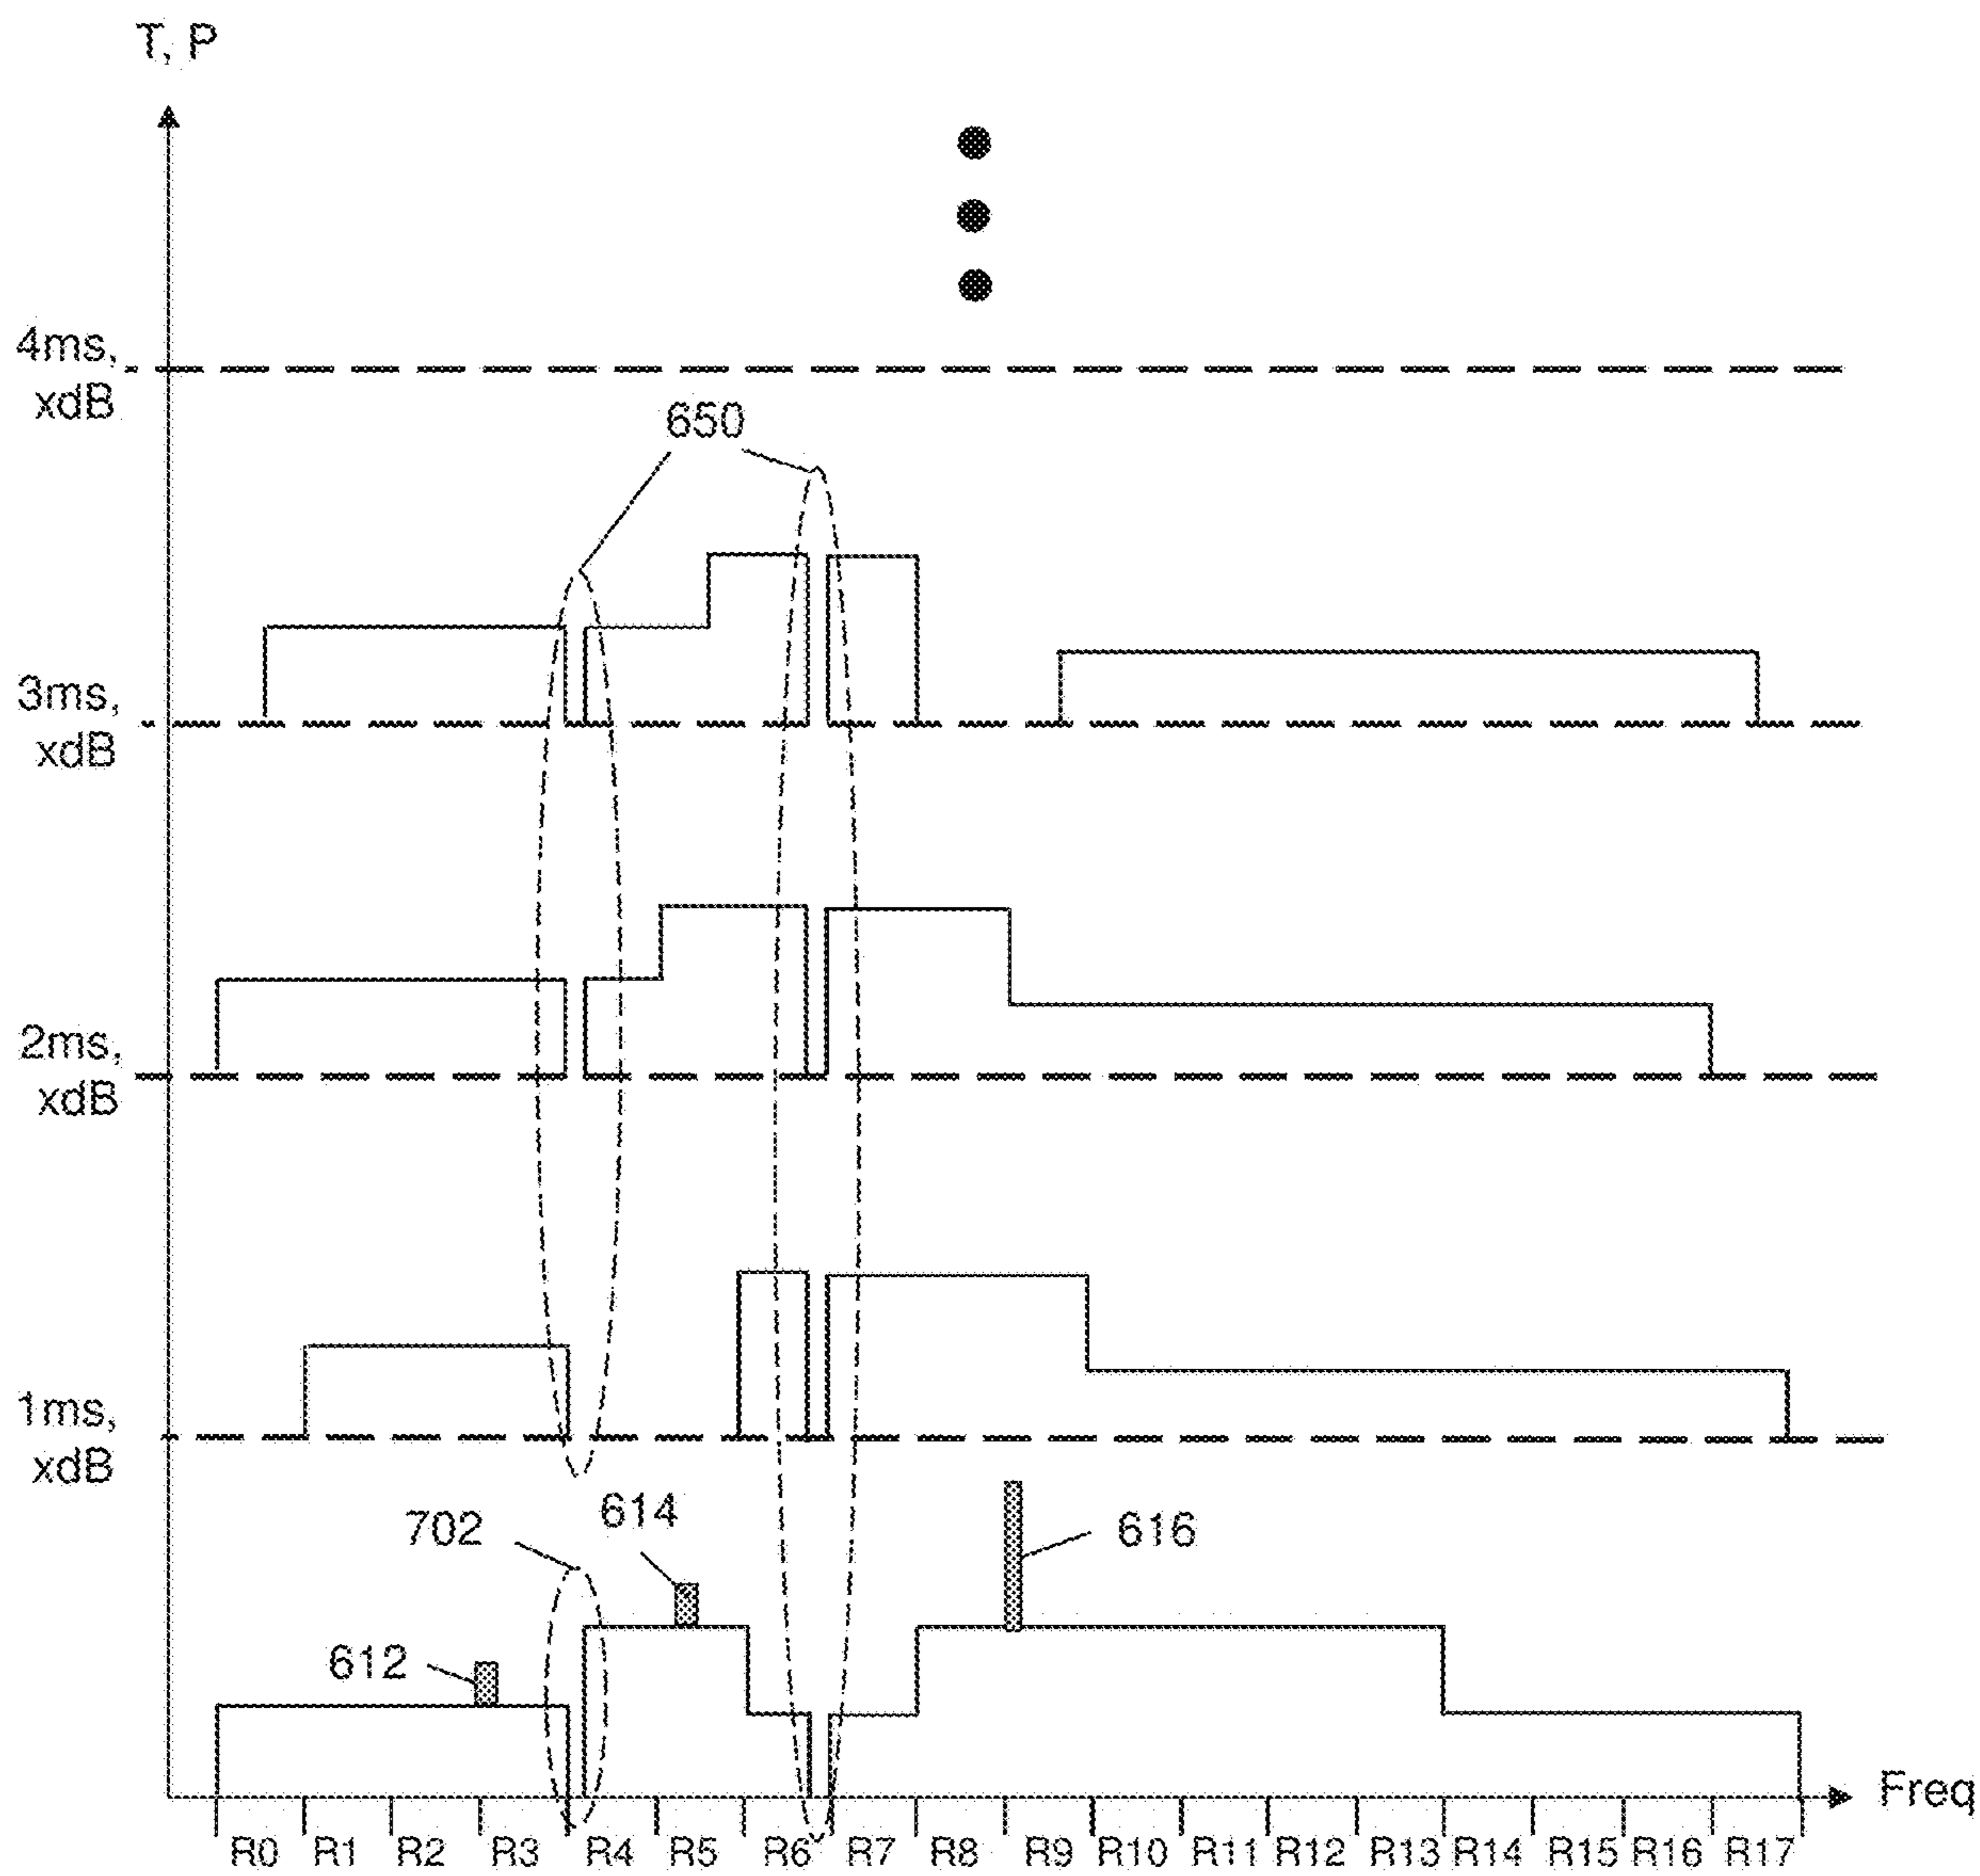 T, P
4ms,
xdB
650
3ms,
xdB
2ms,
xdB
1ms,
xdB
702
614
616
612
Freq
R0 R1 R2 R3 R4 R5 R6 R7 R8 R9 R10 R11 R12 R13 R14 R15 R16 R17